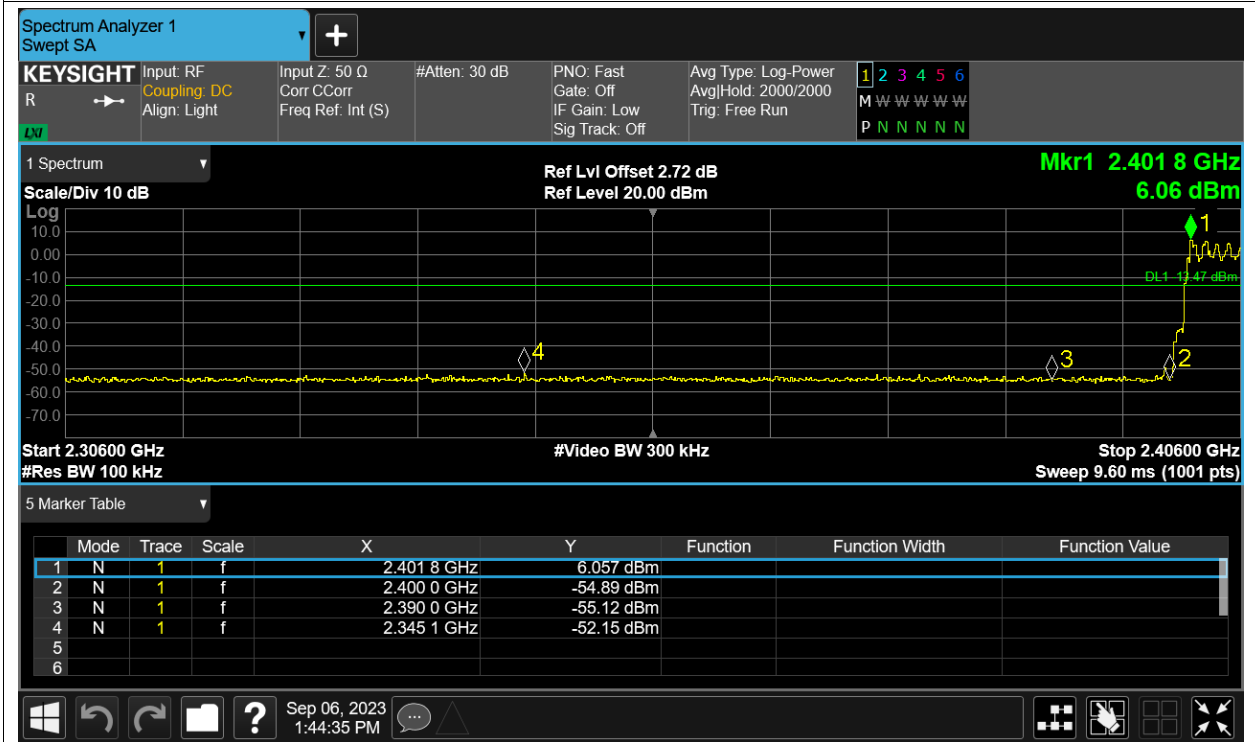 Spectrum Analyzer 1
Swept SA
+
KEYSIGHT
R
LXI
Input: RF
Coupling: DC
Align: Light
Input Z: 50 Ω
Corr CCorr
Freq Ref: Int (S)
#Atten: 30 dB
PNO: Fast
Gate: Off
IF Gain: Low
Sig Track: Off
Avg Type: Log-Power
Avg|Hold: 2000/2000
Trig: Free Run
1 2 3 4 5 6
M W W W W W
P N N N N N
1 Spectrum
Scale/Div 10 dB
Ref Lvl Offset 2.72 dB
Ref Level 20.00 dBm
Mkr1 2.401 8 GHz
6.06 dBm
Log
10.0
0.00
-10.0
-20.0
-30.0
-40.0
-50.0
-60.0
-70.0
1
DL1 -13.47 dBm
4
3
2
Start 2.30600 GHz
#Video BW 300 kHz
Stop 2.40600 GHz
#Res BW 100 kHz
Sweep 9.60 ms (1001 pts)
5 Marker Table
Mode Trace Scale X Y Function Function Width Function Value
1 N 1 f 2.401 8 GHz 6.057 dBm
2 N 1 f 2.400 0 GHz -54.89 dBm
3 N 1 f 2.390 0 GHz -55.12 dBm
4 N 1 f 2.345 1 GHz -52.15 dBm
5
6
?
Sep 06, 2023
1:44:35 PM